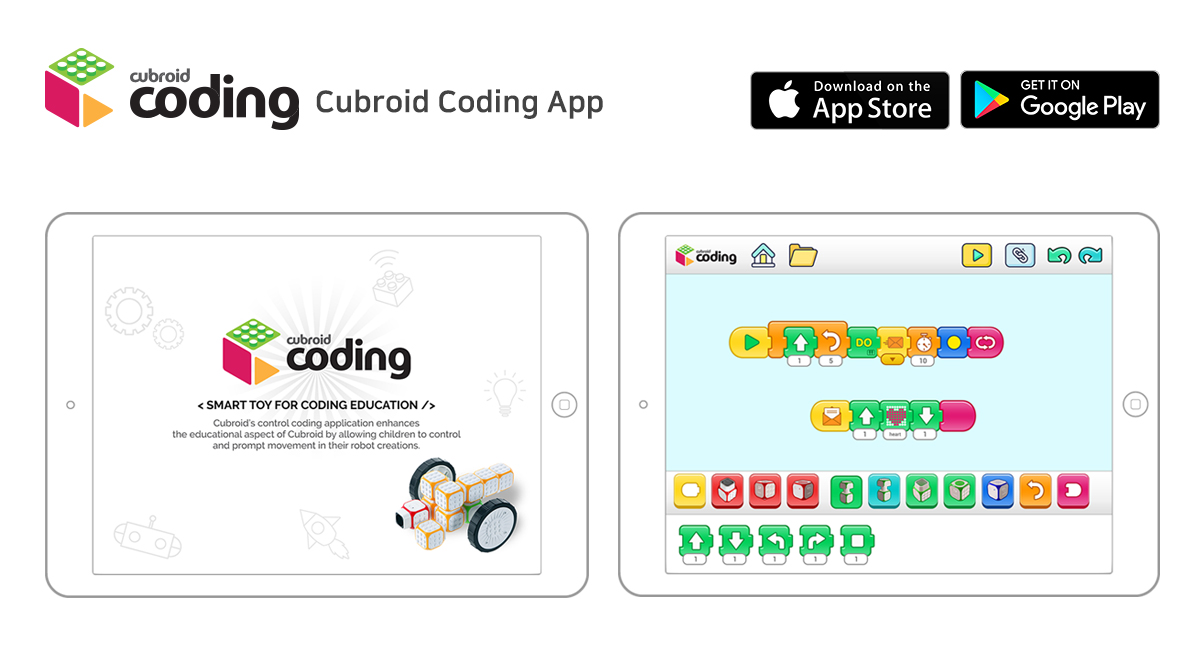 cubroid
coding
Cubroid Coding App
Download on the
App Store
GET IT ON
Google Play
cubroid
coding
< SMART TOY FOR CODING EDUCATION />
Cubroid's control coding application enhances
the educational aspect of Cubroid by allowing children to control
and prompt movement in their robot creations.
cubroid
coding
DO
!!
1
5
10
1
heart
1
1
1
1
1
1